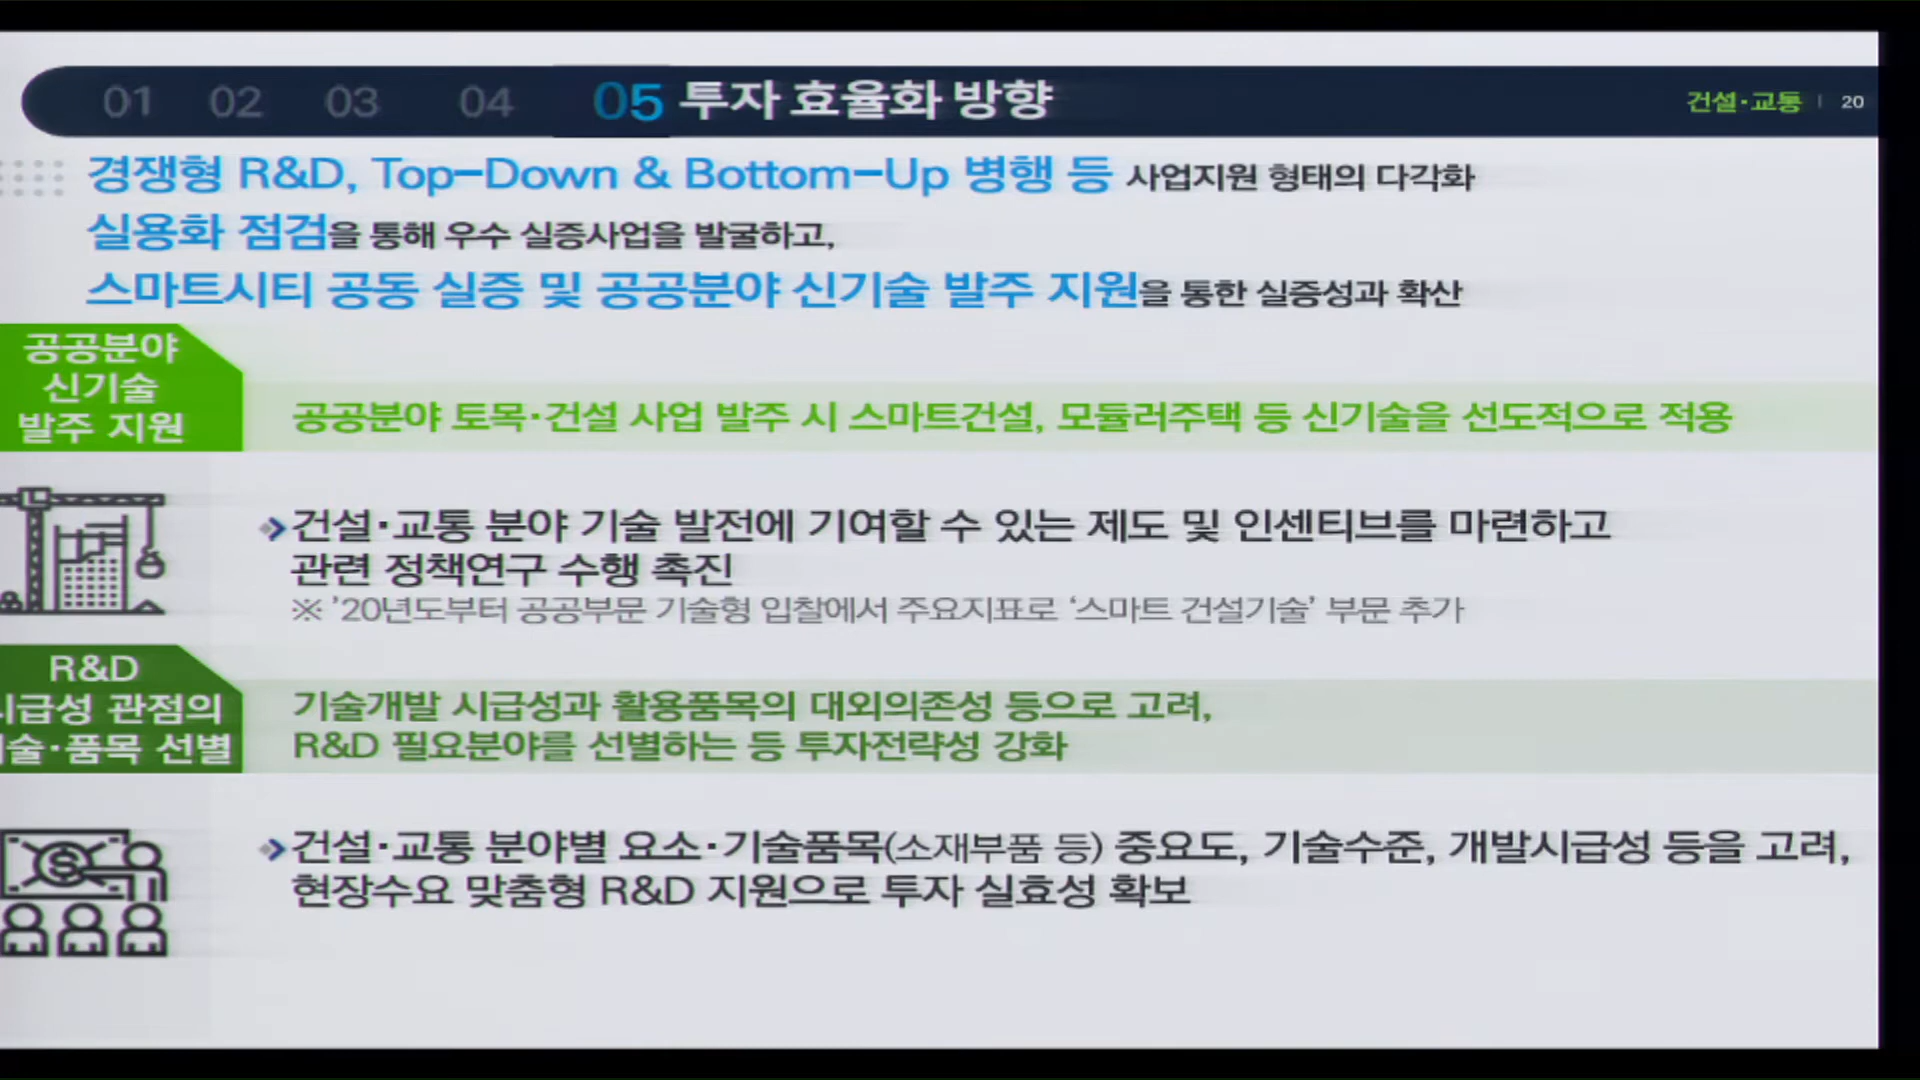 01 02 03 04 05 투자 효율화 방향 건설·교통 | 20
경쟁형 R&D, Top-Down & Bottom-Up 병행 등 사업지원 형태의 다각화
실용화 점검을 통해 우수 실증사업을 발굴하고,
스마트시티 공동 실증 및 공공분야 신기술 발주 지원을 통한 실증성과 확산
공공분야
신기술
발주 지원
공공분야 토목·건설 사업 발주 시 스마트건설, 모듈러주택 등 신기술을 선도적으로 적용
건설·교통 분야 기술 발전에 기여할 수 있는 제도 및 인센티브를 마련하고
관련 정책연구 수행 촉진
※ ’20년도부터 공공부문 기술형 입찰에서 주요지표로 ‘스마트 건설기술’ 부문 추가
R&D
시급성 관점의
기술·품목 선별
기술개발 시급성과 활용품목의 대외의존성 등으로 고려,
R&D 필요분야를 선별하는 등 투자전략성 강화
건설·교통 분야별 요소·기술품목(소재부품 등) 중요도, 기술수준, 개발시급성 등을 고려,
현장수요 맞춤형 R&D 지원으로 투자 실효성 확보